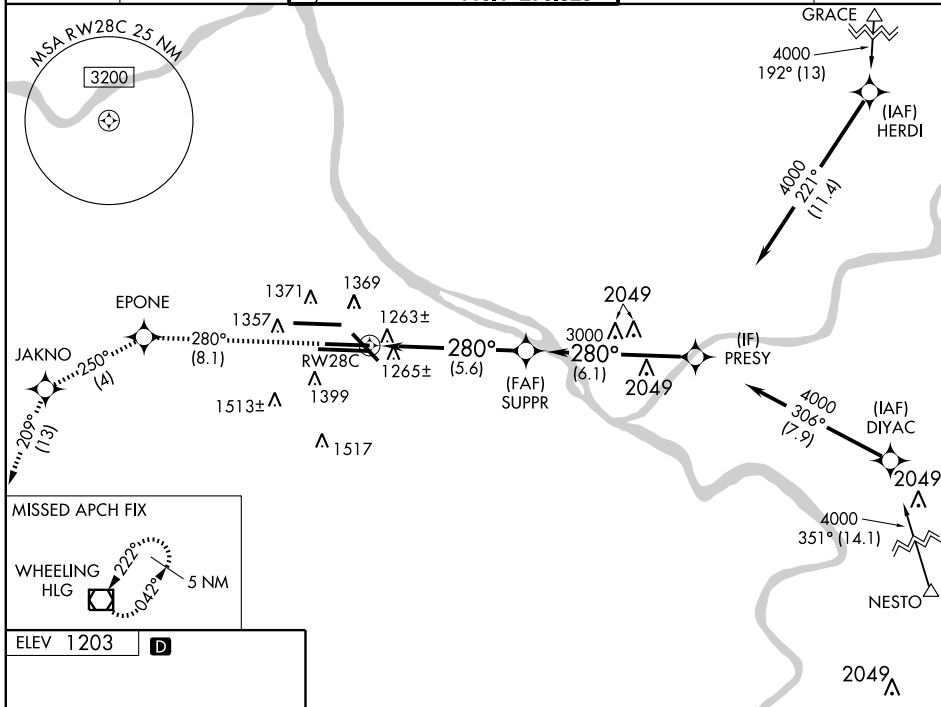 GRACE
MSA RW28C 25 NM
3200
4000
192° (13)
(IAF)
HERDI
4000
221°
(11.4)
EPONE
1371
1369
1357
1263±
2049
3000
JAKNO
250°
(4)
280°
(8.1)
RW28C
1265±
280°
(5.6)
(FAF)
SUPPR
280°
(6.1)
2049
(IF)
PRESY
1513±
1399
1517
209°
(13)
4000
306°
(7.9)
(IAF)
DIYAC
2049
MISSED APCH FIX
WHEELING
HLG
222°
042°
5 NM
4000
351° (14.1)
NESTO
ELEV 1203
D
2049